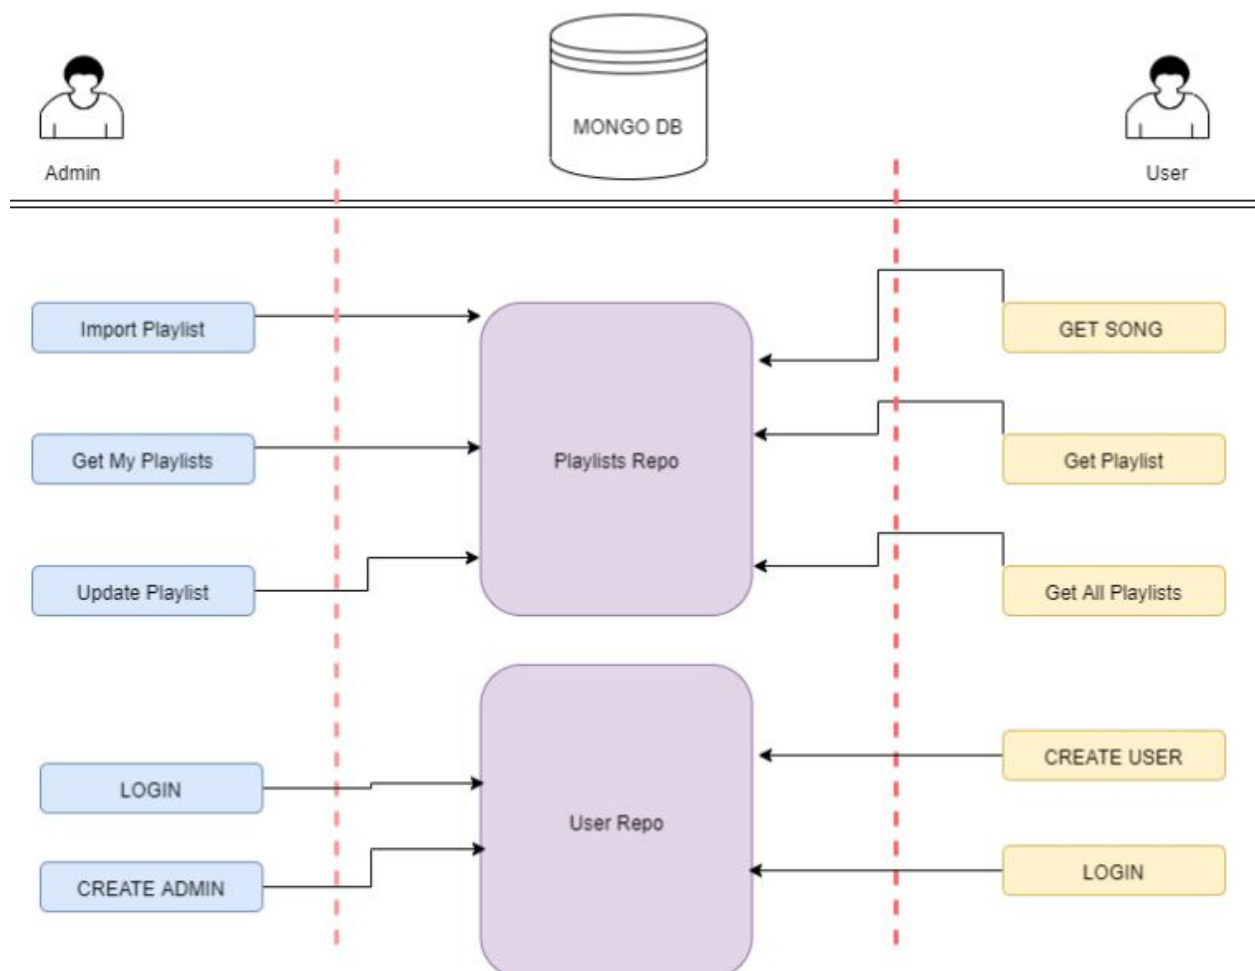 MONGO DB
Admin
User
Import Playlist
GET SONG
Get My Playlists
Playlists Repo
Get Playlist
Update Playlist
Get All Playlists
CREATE USER
LOGIN
User Repo
CREATE ADMIN
LOGIN